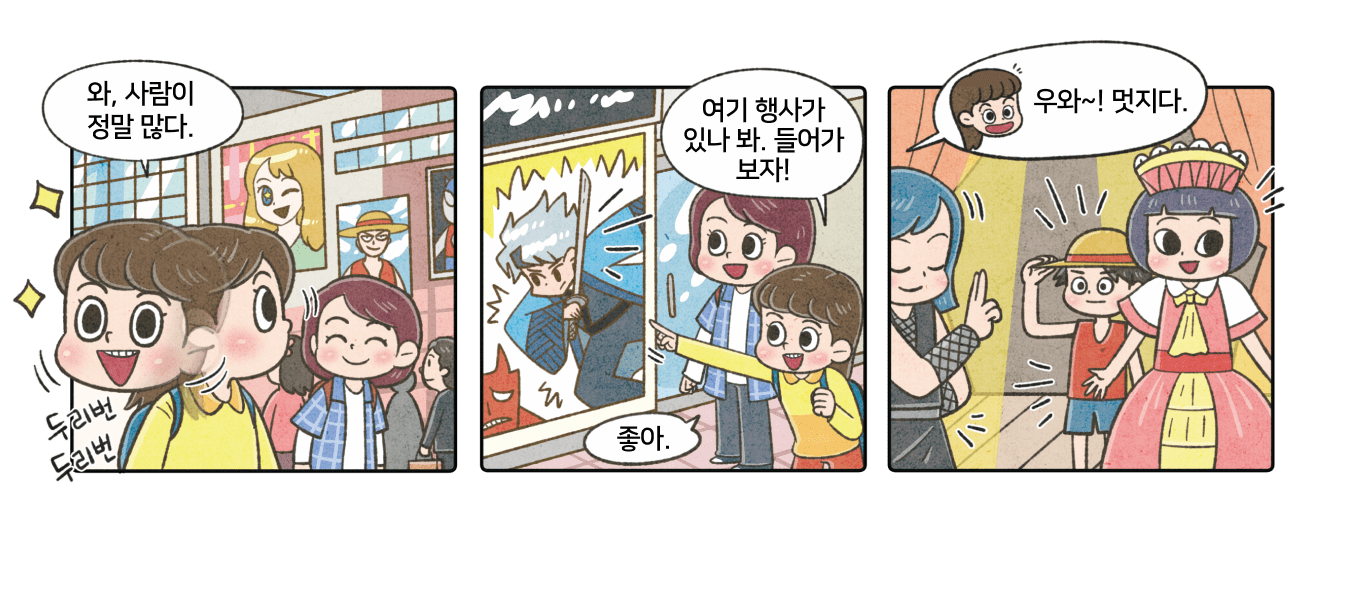 와, 사람이
정말 많다.
두리번
두리번
여기 행사가
있나 봐. 들어가
보자!
좋아.
우와~! 멋지다.